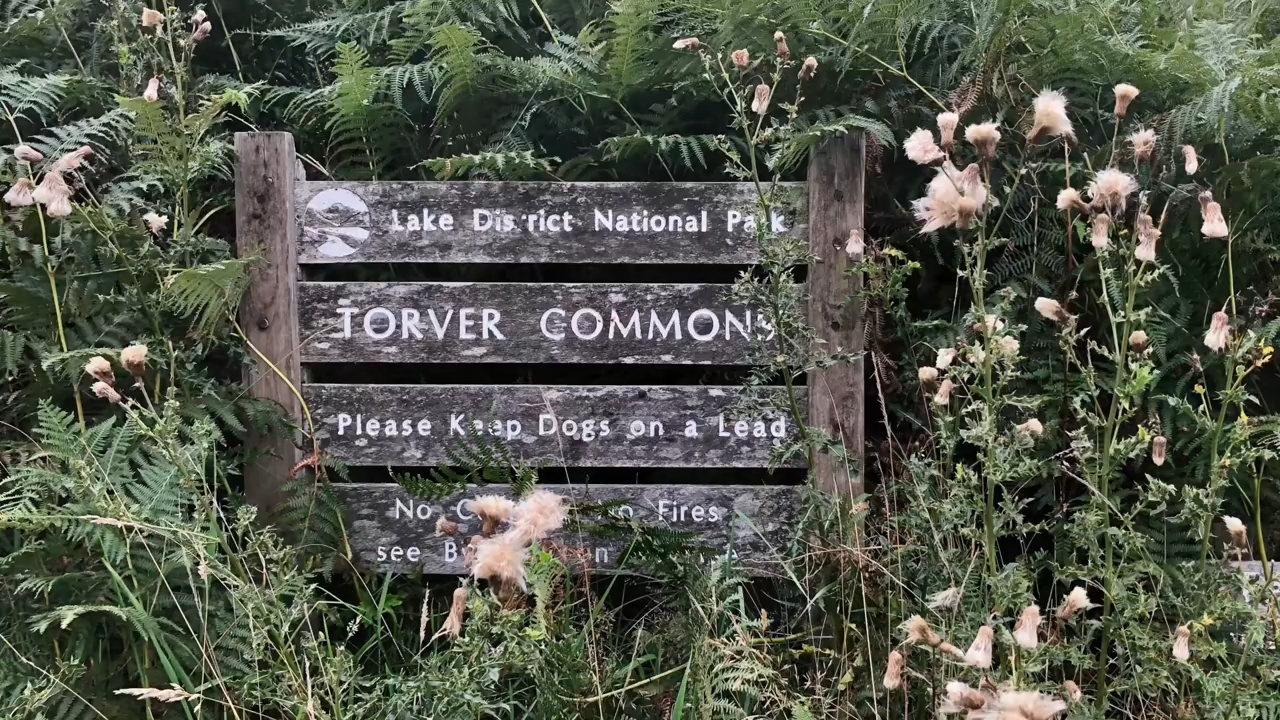 Lake District National Park
TORVER COMMONS
Please Keep Dogs on a Lead
No Fires
see